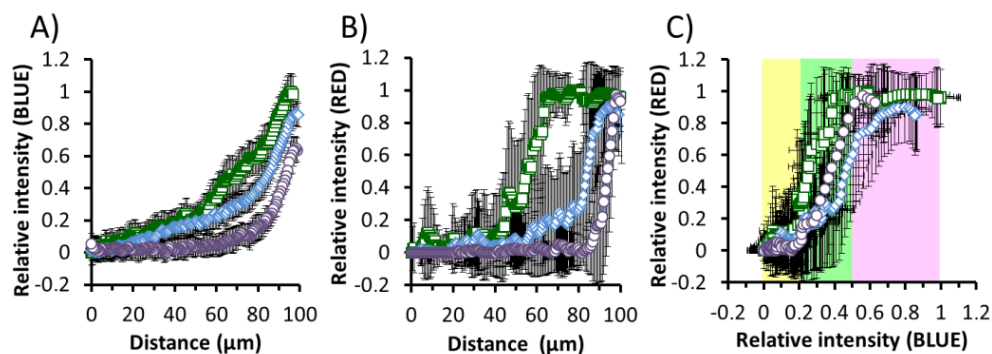 A)
B)
C)
Relative intensity (BLUE)
1.2
1
0.8
0.6
0.4
0.2
0
-0.2
0 20 40 60 80 100
Distance (µm)
Relative intensity (RED)
1.2
1
0.8
0.6
0.4
0.2
0
-0.2
0 20 40 60 80 100
Distance (µm)
Relative intensity (RED)
1.2
1
0.8
0.6
0.4
0.2
0
-0.2
-0.2 0 0.2 0.4 0.6 0.8 1 1.2
Relative intensity (BLUE)